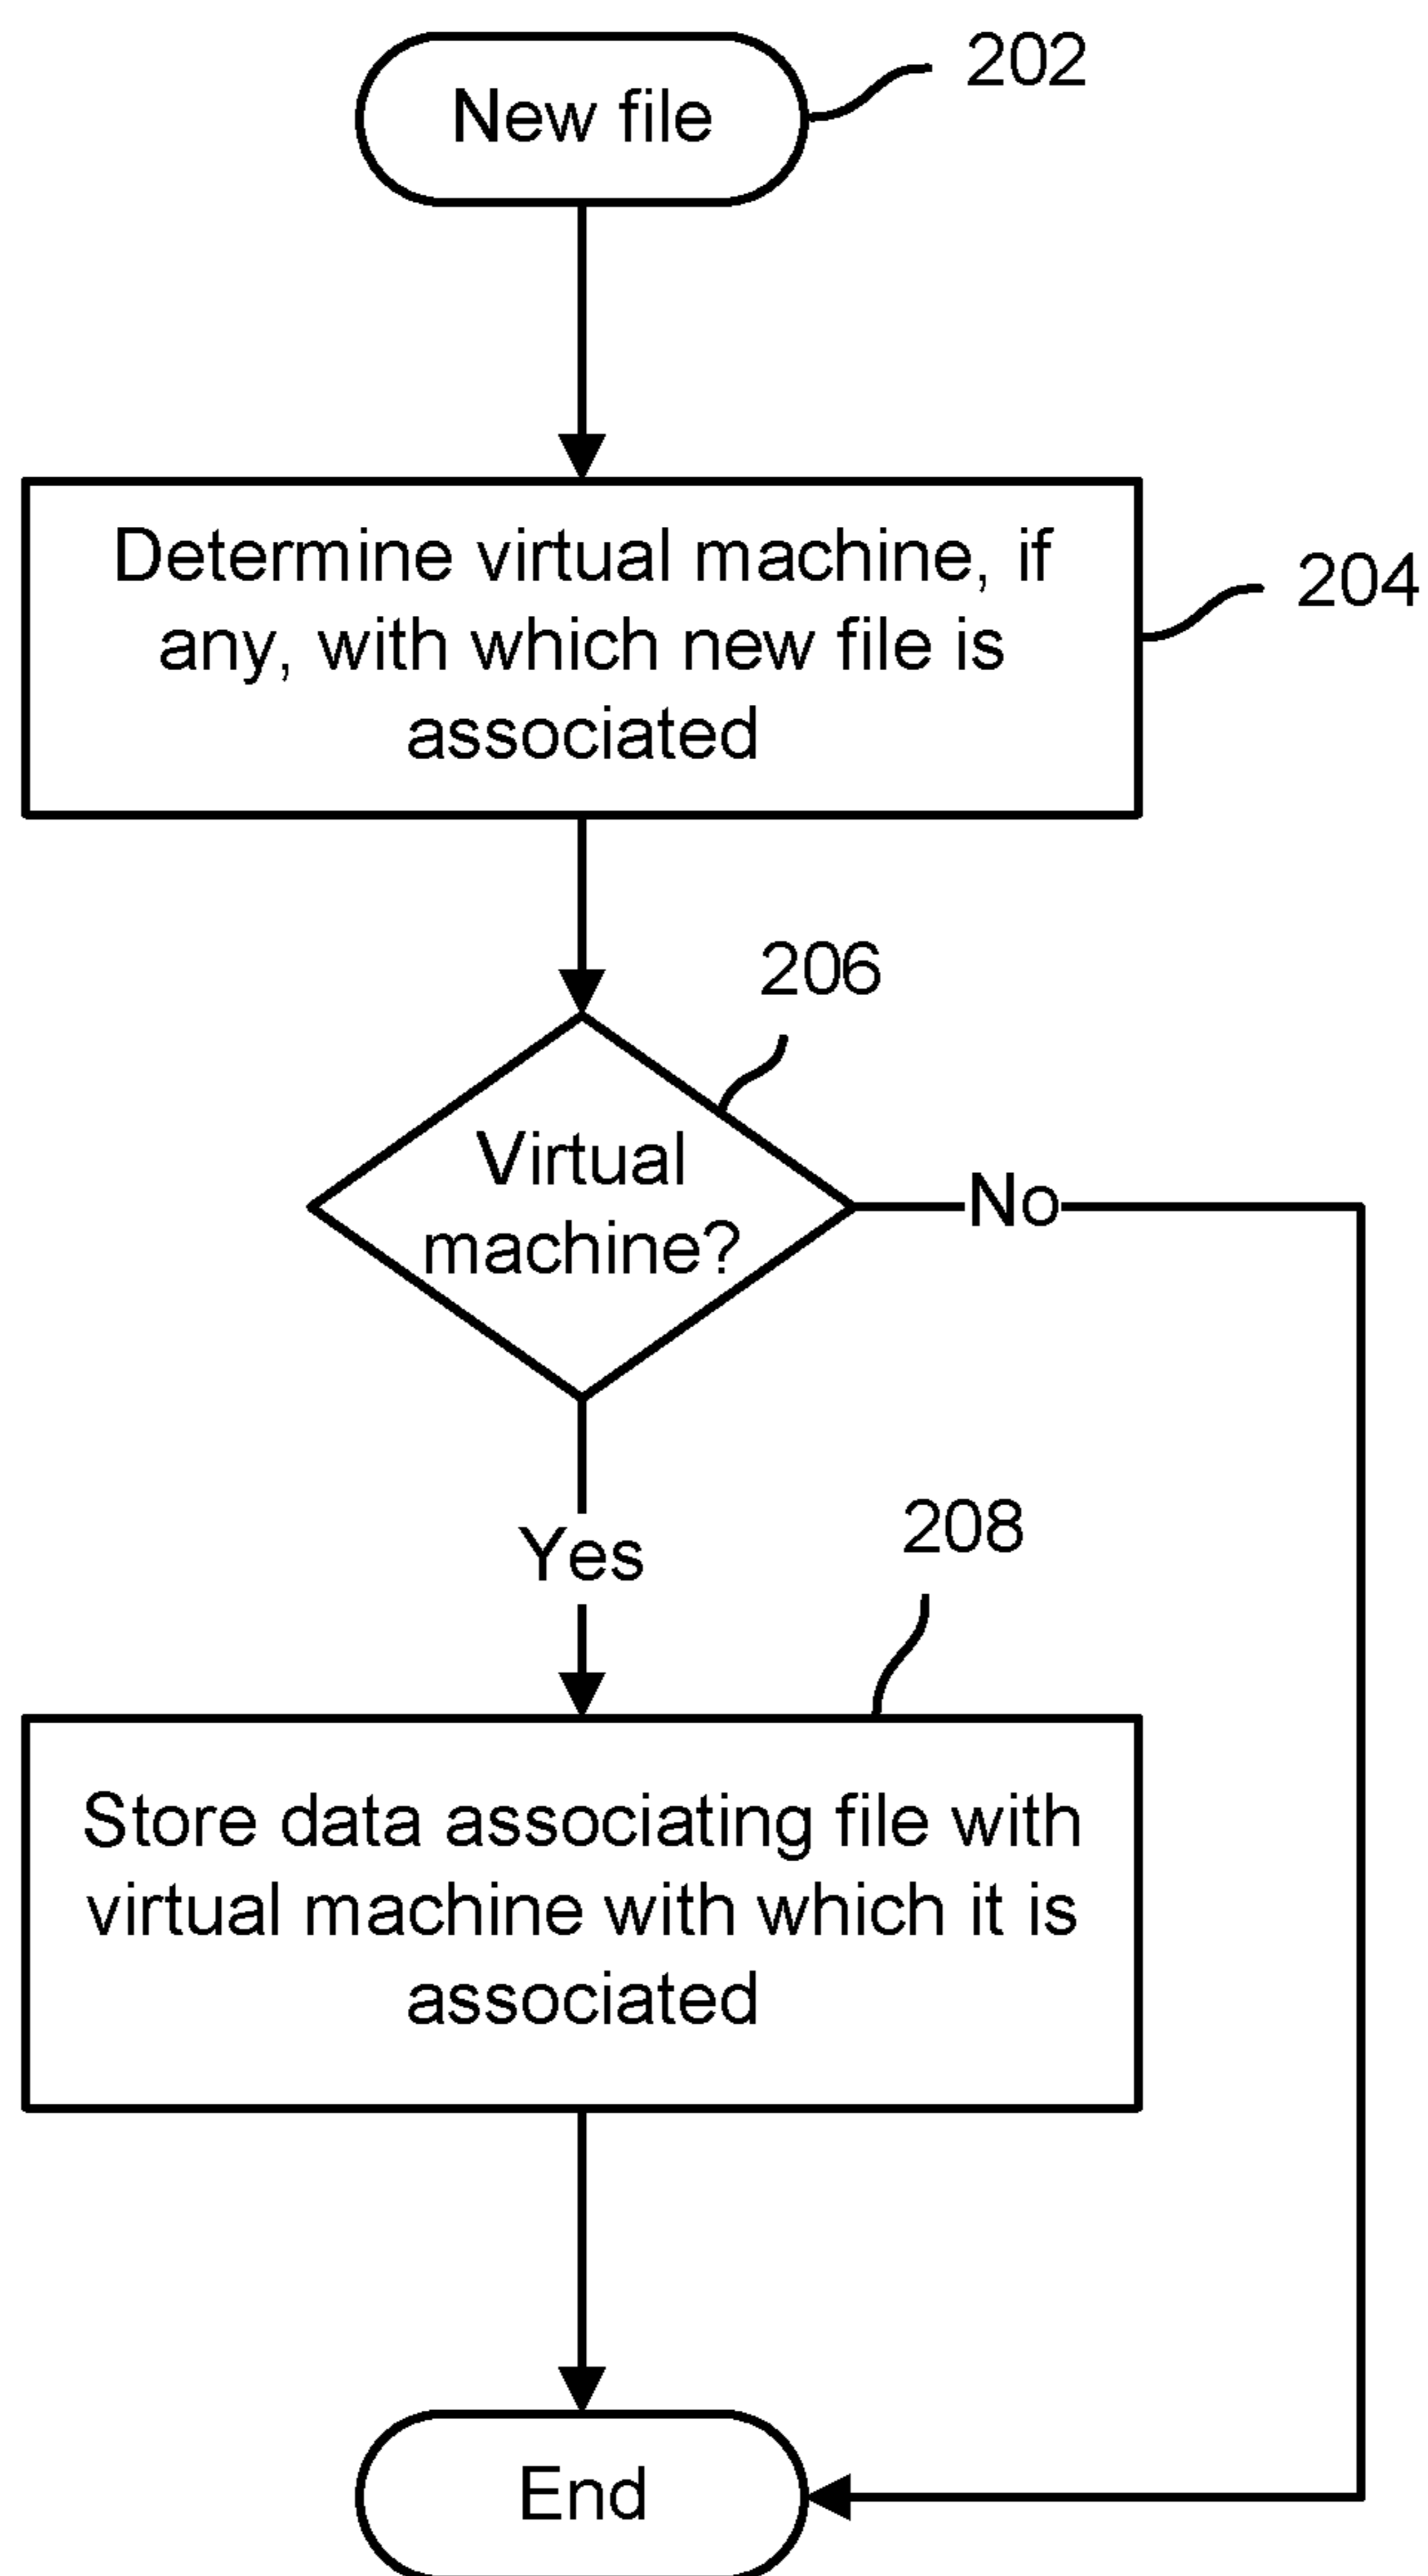 New file
202
Determine virtual machine, if
any, with which new file is
associated
204
206
Virtual
machine?
No
Yes
208
Store data associating file with
virtual machine with which it is
associated
End